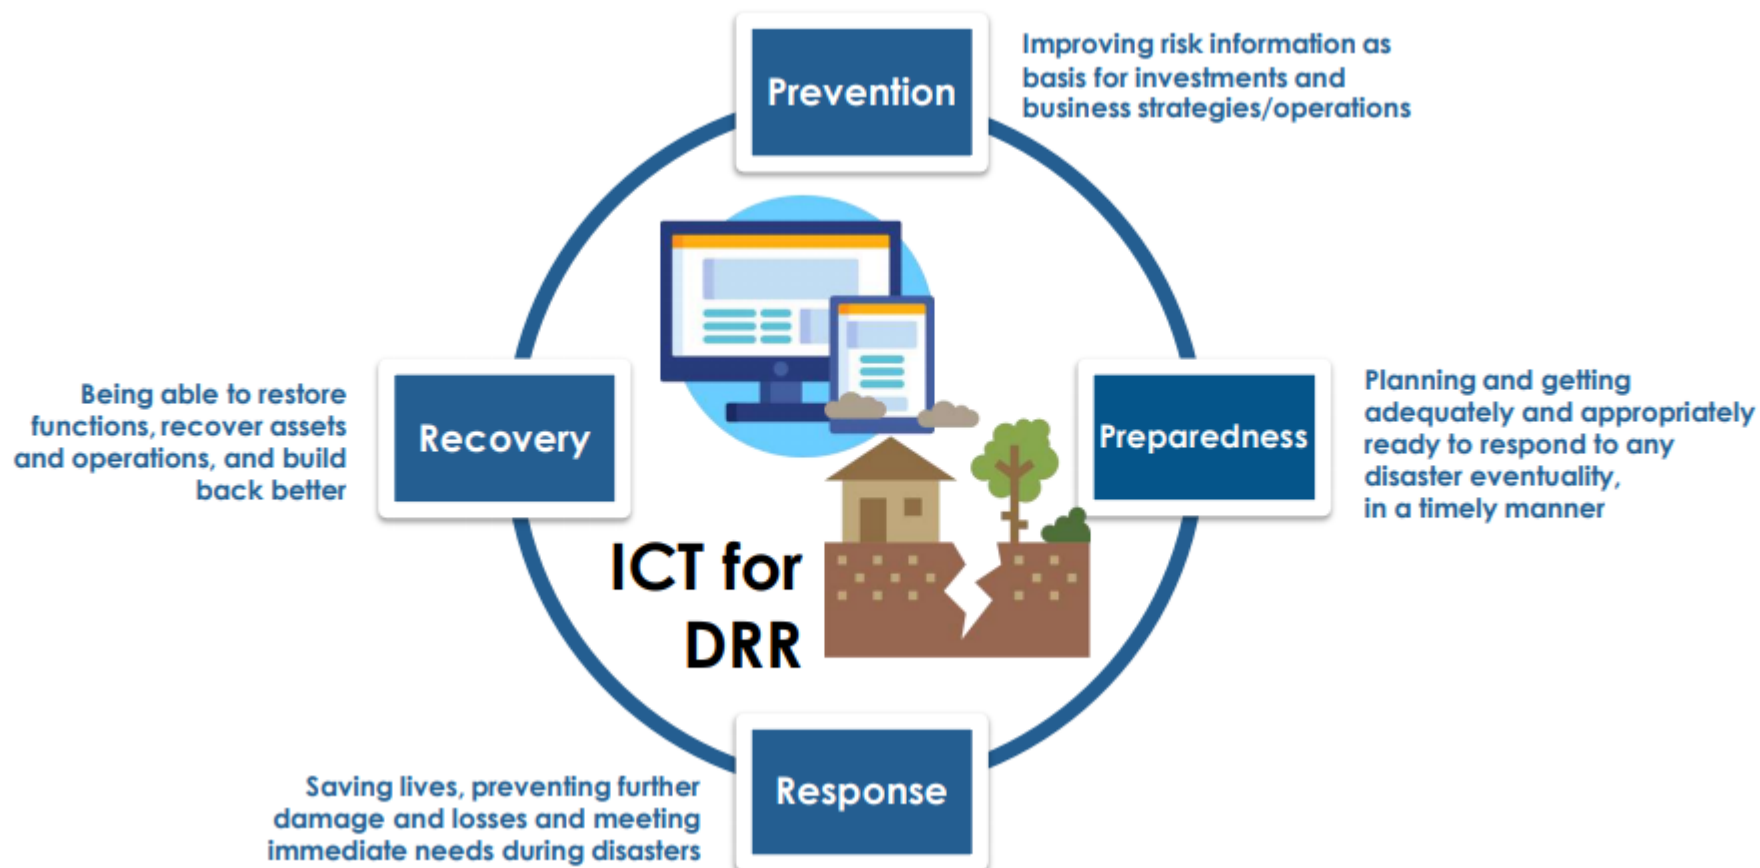 Prevention
Improving risk information as
basis for investments and
business strategies/operations
Preparedness
Planning and getting
adequately and appropriately
ready to respond to any
disaster eventuality,
in a timely manner
Response
Saving lives, preventing further
damage and losses and meeting
immediate needs during disasters
Recovery
Being able to restore
functions, recover assets
and operations, and build
back better
ICT for
DRR